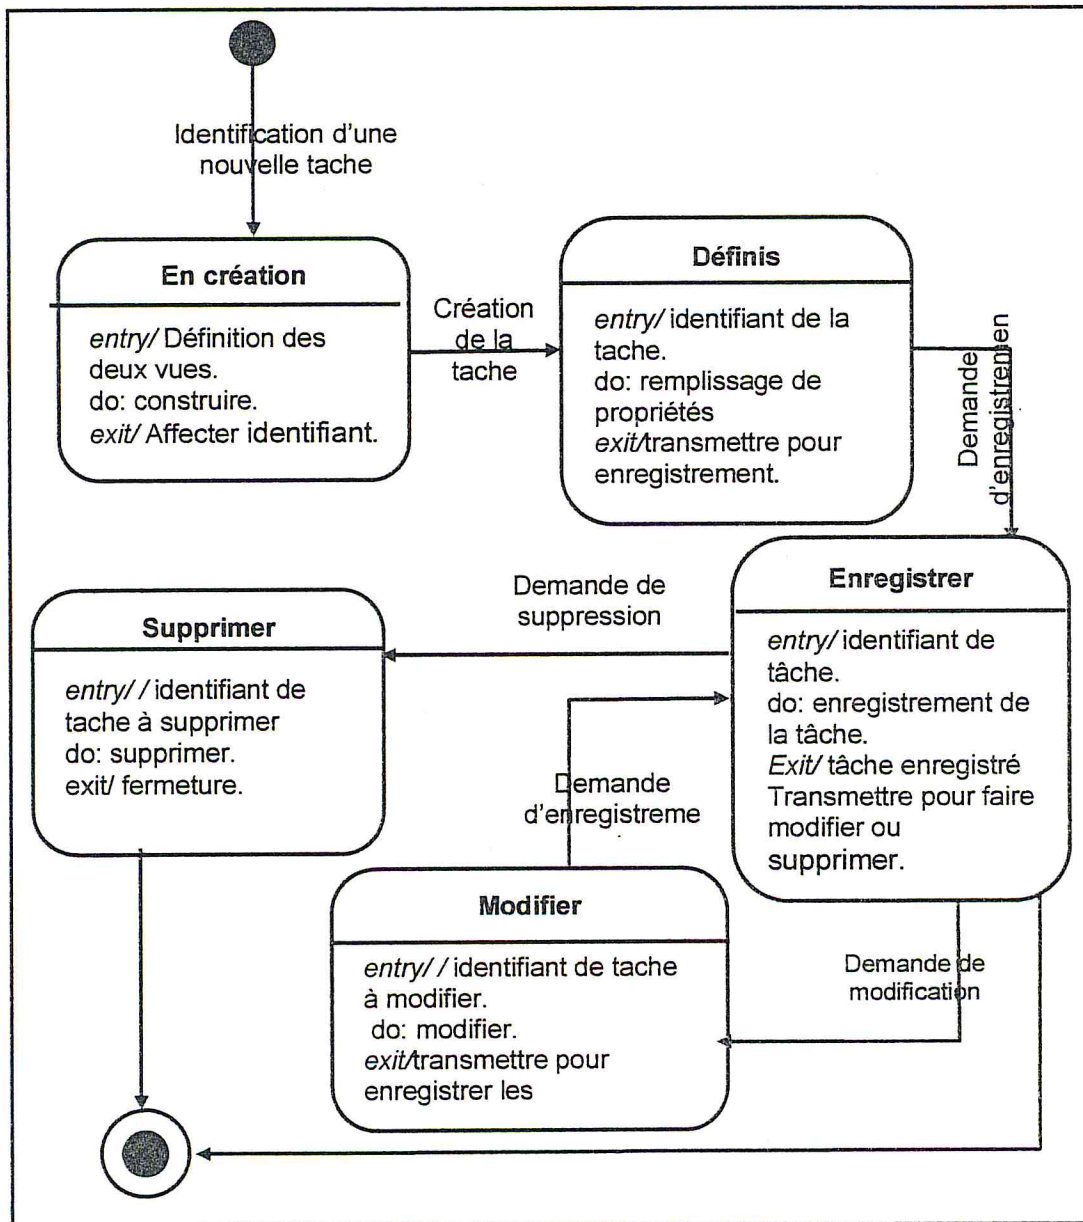 Identification d'une
nouvelle tache
En création
entry/ Définition des
deux vues.
do: construire.
exit/ Affecter identifiant.
Création
de la
tache
Définis
entry/ identifiant de la
tache.
do: remplissage de
propriétés
exit/transmettre pour
enregistrement.
Demande
d'enregistremen
Enregistrer
entry/ identifiant de
tâche.
do: enregistrement de
la tâche.
Exit/ tâche enregistré
Transmettre pour faire
modifier ou
supprimer.
Demande de
suppression
Supprimer
entry/ / identifiant de
tache à supprimer
do: supprimer.
exit/ fermeture.
Demande
d'enregistreme
Modifier
entry/ / identifiant de tache
à modifier.
do: modifier.
exit/transmettre pour
enregistrer les
Demande de
modification